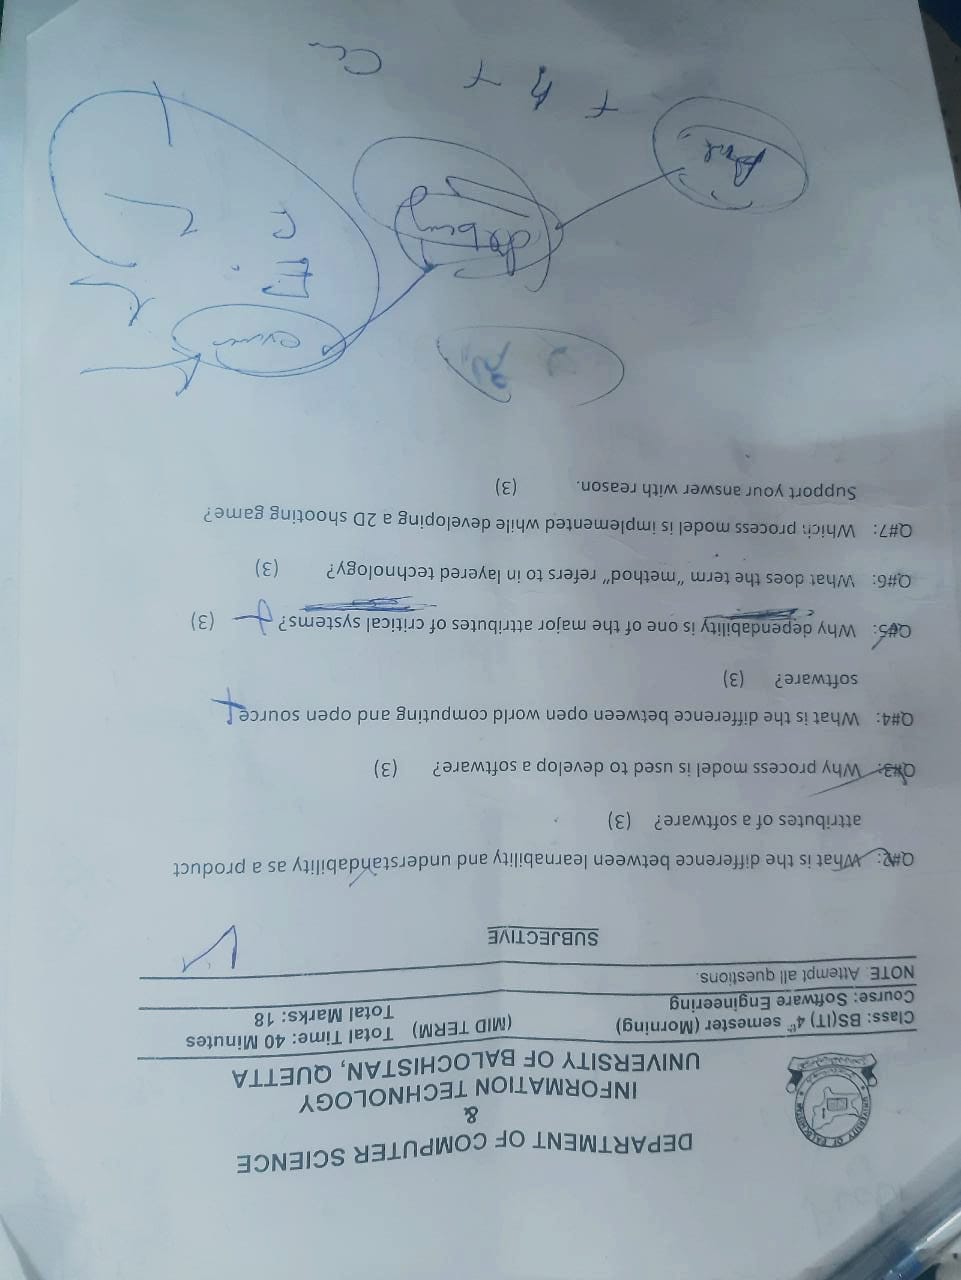 DEPARTMENT OF COMPUTER SCIENCE
&
INFORMATION TECHNOLOGY
UNIVERSITY OF BALOCHISTAN, QUETTA
Class: BS(IT) 4th semester (Morning) (MID TERM) Total Time: 40 Minutes
Course: Software Engineering Total Marks: 18
NOTE: Attempt all questions.
SUBJECTIVE
Q#2: What is the difference between learnability and understandability as a product
attributes of a software? (3)
Q#3: Why process model is used to develop a software? (3)
Q#4: What is the difference between open world computing and open source
software? (3)
Q#5: Why dependability is one of the major attributes of critical systems? (3)
Q#6: What does the term "method" refers to in layered technology? (3)
Q#7: Which process model is implemented while developing a 2D shooting game?
Support your answer with reason. (3)